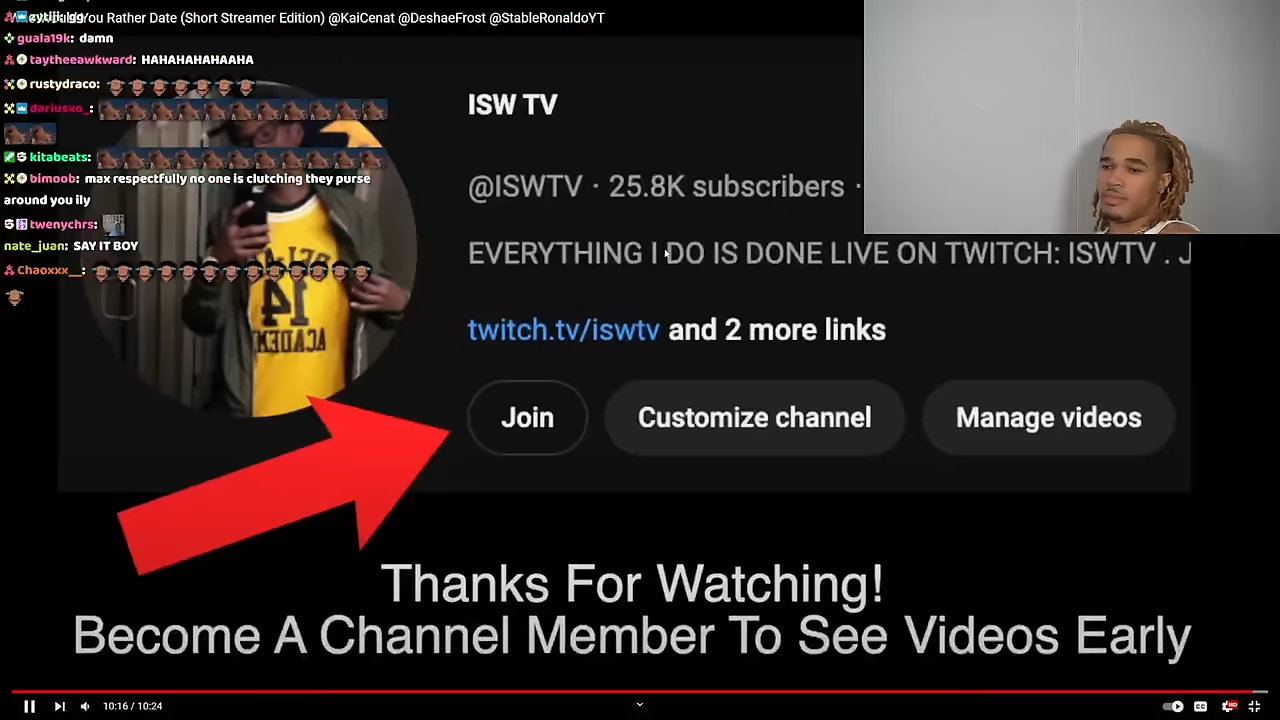 You Rather Date (Short Streamer Edition) @KaiCenat @DeshaeFrost @StableRonaldoYT
guala19k: damn
taytheeawkward: HAHAHAHAHAAHA
rustydraco:
dariusxo_:
kitabeats:
bimoob: max respectfully no one is clutching they purse
around you ily
twenychrs:
nate_juan: SAY IT BOY
Chaoxxx__:
14
ISW TV
@ISWTV · 25.8K subscribers ·
EVERYTHING I DO IS DONE LIVE ON TWITCH: ISWTV . J
twitch.tv/iswtv and 2 more links
Join
Customize channel
Manage videos
Thanks For Watching!
Become A Channel Member To See Videos Early
10:16 / 10:24
CC
HD